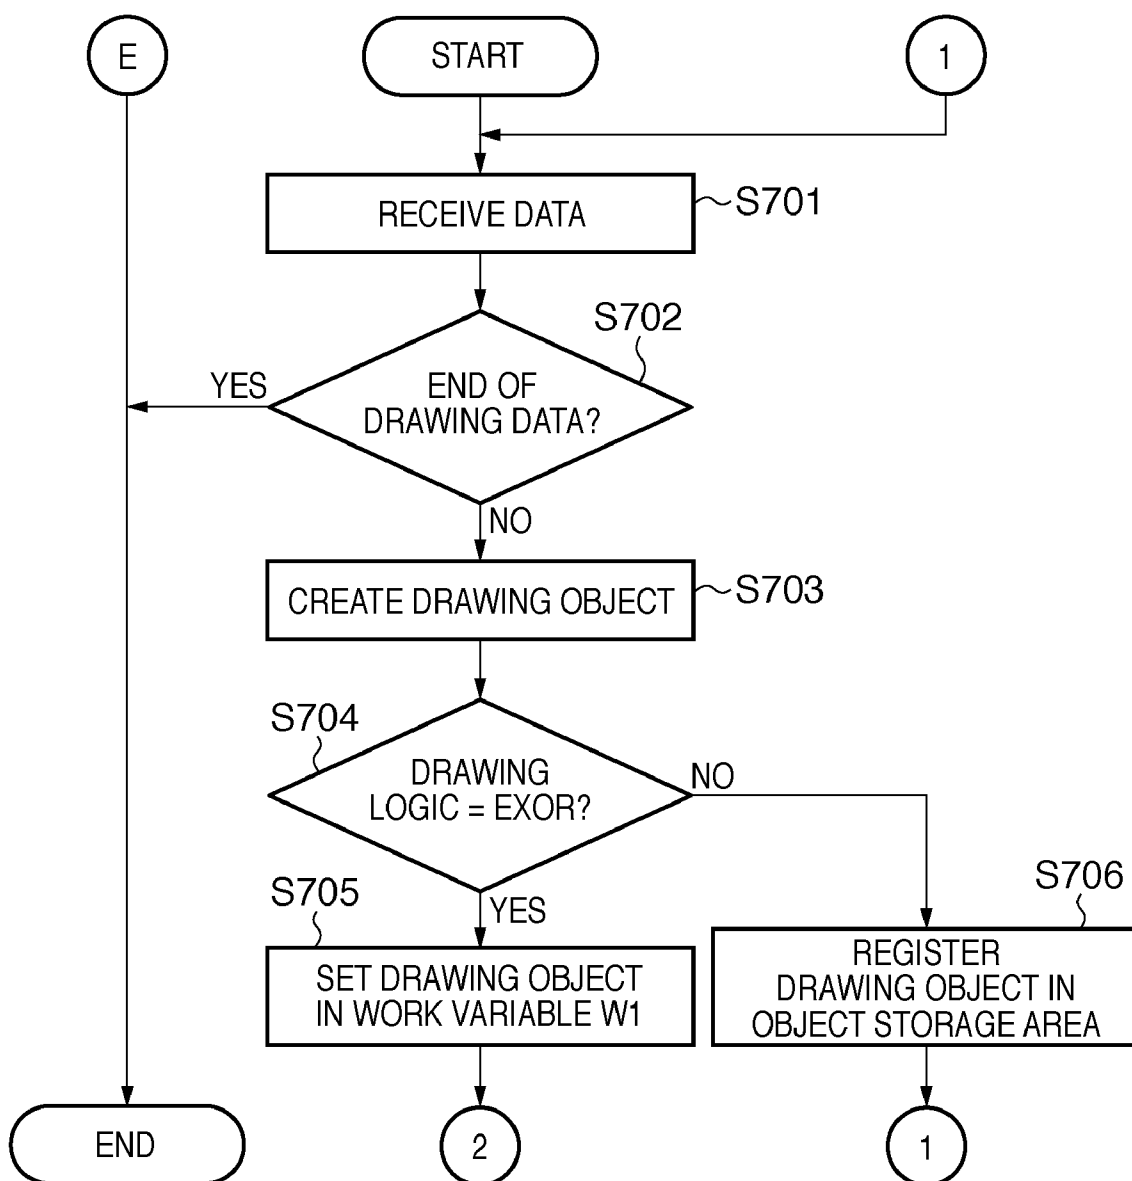 E
START
1
RECEIVE DATA
S701
S702
YES
END OF
DRAWING DATA?
NO
CREATE DRAWING OBJECT
S703
S704
DRAWING
LOGIC = EXOR?
NO
S705
YES
S706
SET DRAWING OBJECT
IN WORK VARIABLE W1
REGISTER
DRAWING OBJECT IN
OBJECT STORAGE AREA
END
2
1